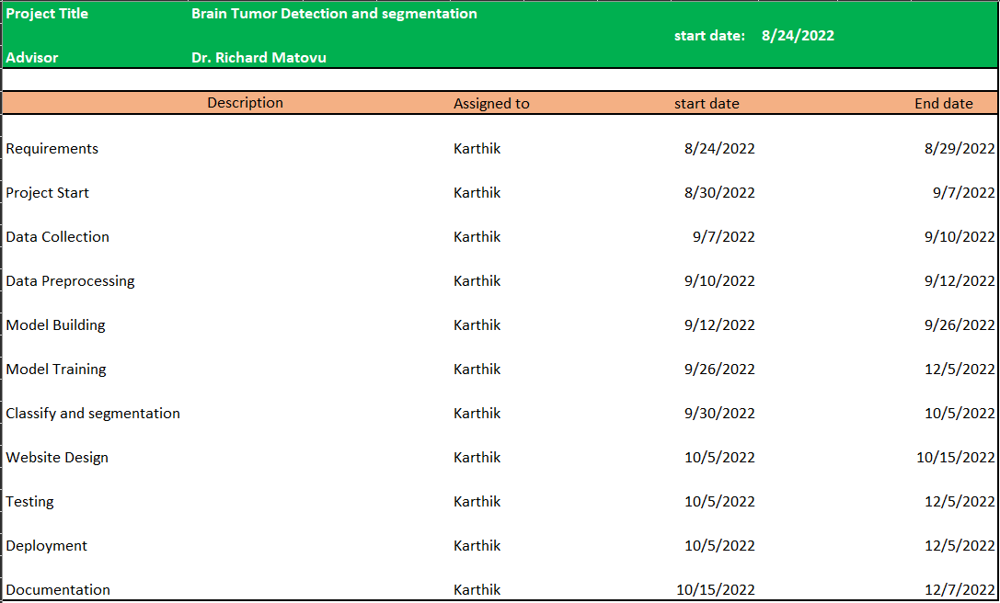 Project Title Brain Tumor Detection and segmentation
start date: 8/24/2022
Advisor Dr. Richard Matovu
Description Assigned to start date End date
Requirements Karthik 8/24/2022 8/29/2022
Project Start Karthik 8/30/2022 9/7/2022
Data Collection Karthik 9/7/2022 9/10/2022
Data Preprocessing Karthik 9/10/2022 9/12/2022
Model Building Karthik 9/12/2022 9/26/2022
Model Training Karthik 9/26/2022 12/5/2022
Classify and segmentation Karthik 9/30/2022 10/5/2022
Website Design Karthik 10/5/2022 10/15/2022
Testing Karthik 10/5/2022 12/5/2022
Deployment Karthik 10/5/2022 12/5/2022
Documentation Karthik 10/15/2022 12/7/2022